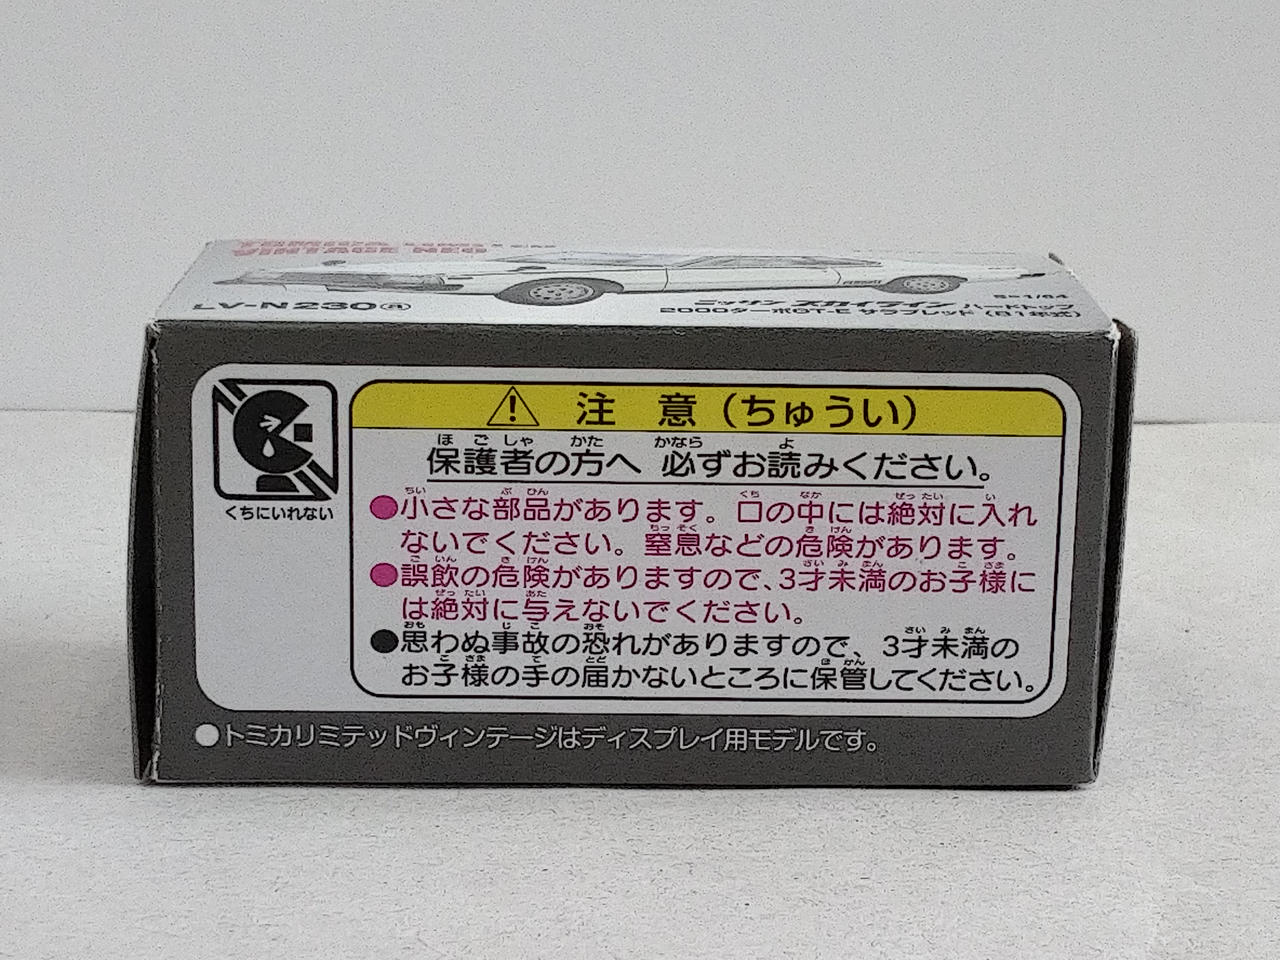 TOMICA LIMITED
VINTAGE NEO
LV-N230ⓐ
S=1/64
ニッサン スカイライン ハードトップ
2000ターボGT-E サラブレッド（81年式）
くちにいれない
注 意（ちゅうい）
保護者の方へ 必ずお読みください。
●小さな部品があります。口の中には絶対に入れ
ないでください。窒息などの危険があります。
●誤飲の危険がありますので、3才未満のお子様に
は絶対に与えないでください。
●思わぬ事故の恐れがありますので、3才未満の
お子様の手の届かないところに保管してください。
●トミカリミテッドヴィンテージはディスプレイ用モデルです。